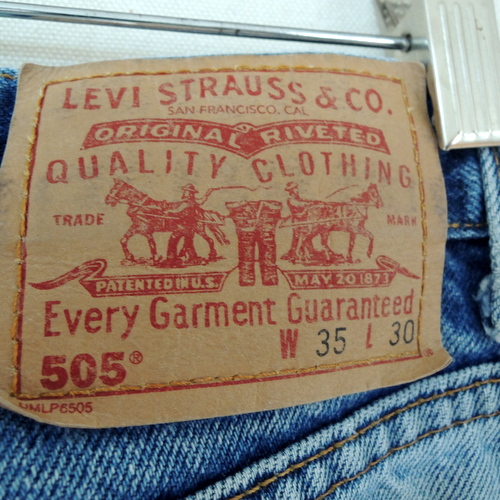 LEVI STRAUSS & CO.
SAN FRANCISCO, CAL
ORIGINAL RIVETED
QUALITY CLOTHING
TRADE MARK
PATENTED IN U.S. MAY 20 1873
Every Garment Guaranteed
505® W 35 L 30
HMLP6505